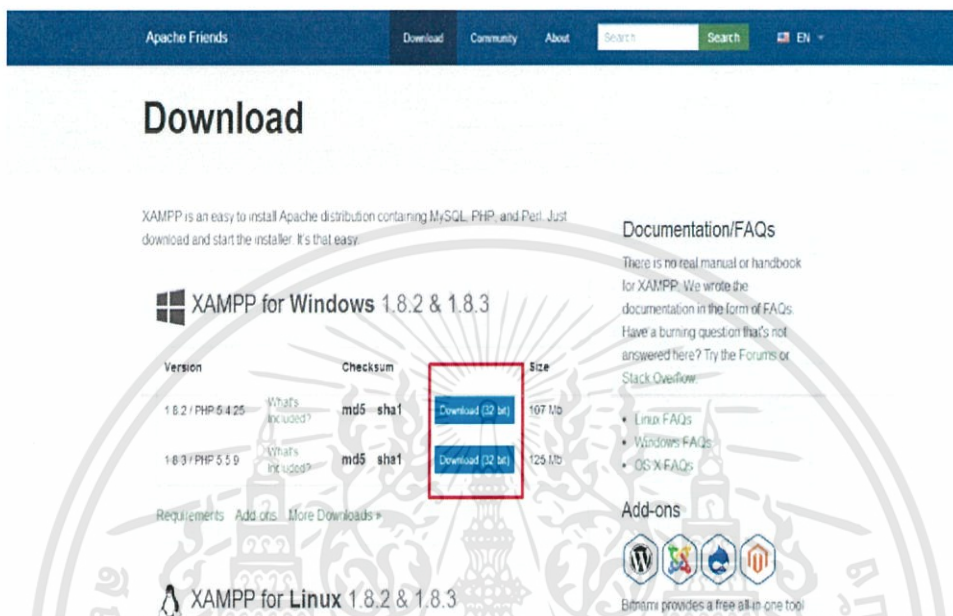 Apache Friends
Download Community About Search Search EN
Download
XAMPP is an easy to install Apache distribution containing MySQL, PHP, and Perl. Just
download and start the installer. It's that easy.
XAMPP for Windows 1.8.2 & 1.8.3
Version Checksum Size
1.8.2 / PHP 5.4.25 What's Included? md5 sha1 Download (32 bit) 107 Mb
1.8.3 / PHP 5.5.9 What's Included? md5 sha1 Download (32 bit) 125 Mb
Requirements Add-ons More Downloads »
XAMPP for Linux 1.8.2 & 1.8.3
Documentation/FAQs
There is no real manual or handbook
for XAMPP. We wrote the
documentation in the form of FAQs.
Have a burning question that's not
answered here? Try the Forums or
Stack Overflow.
• Linux FAQs
• Windows FAQs
• OS X FAQs
Add-ons
Bitnami provides a free all-in-one tool